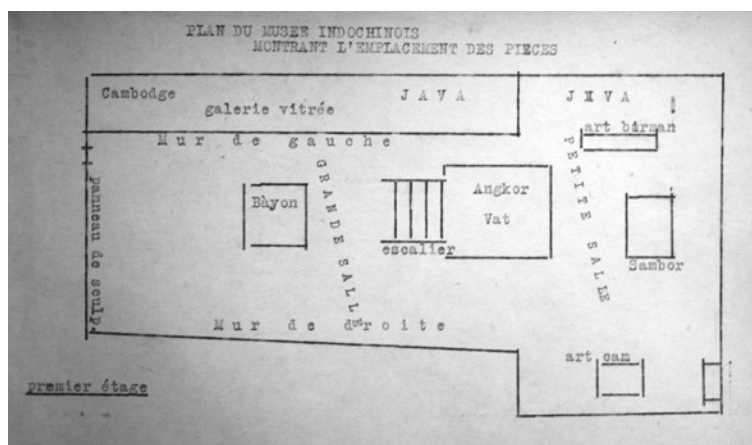 PLAN DU MUSEE INDOCHINOIS
MONTRANT L'EMPLACEMENT DES PIECES
Cambodge
galerie vitrée
JAVA
JAVA
art birman
Mur de gauche
panneau de sculp.
Bayon
GRANDE SALLE
escalier
Angkor
Vat
PETITE SALLE
Sambor
Mur de droite
art cam
premier étage